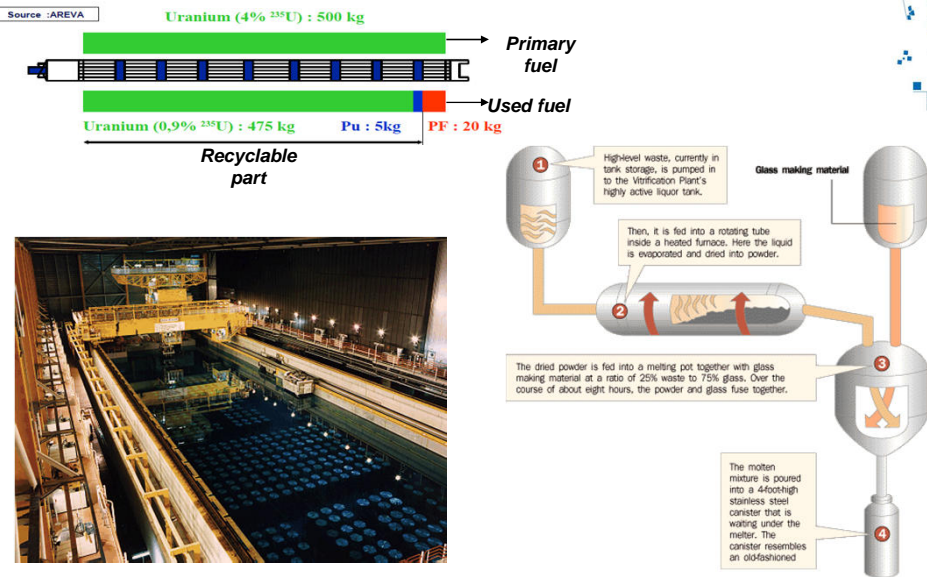 Source :AREVA
Uranium (4% ²³⁵U) : 500 kg
Primary
fuel
Used fuel
Uranium (0,9% ²³⁵U) : 475 kg
Pu : 5kg
PF : 20 kg
Recyclable
part
1
High-level waste, currently in
tank storage, is pumped in
to the Vitrification Plant's
highly active liquor tank.
Glass making material
Then, it is fed into a rotating tube
inside a heated furnace. Here the liquid
is evaporated and dried into powder.
2
The dried powder is fed into a melting pot together with glass
making material at a ratio of 25% waste to 75% glass. Over the
course of about eight hours, the powder and glass fuse together.
3
The molten
mixture is poured
into a 4-foot-high
stainless steel
canister that is
waiting under the
melter. The
canister resembles
an old-fashioned
4